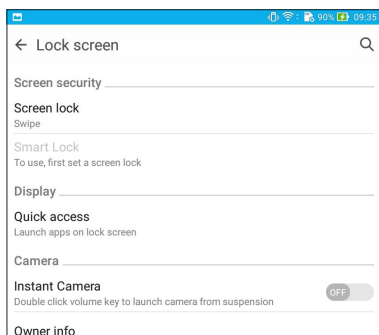 90% 09:35
← Lock screen
Screen security
Screen lock
Swipe
Smart Lock
To use, first set a screen lock
Display
Quick access
Launch apps on lock screen
Camera
Instant Camera
OFF
Double click volume key to launch camera from suspension
Owner info